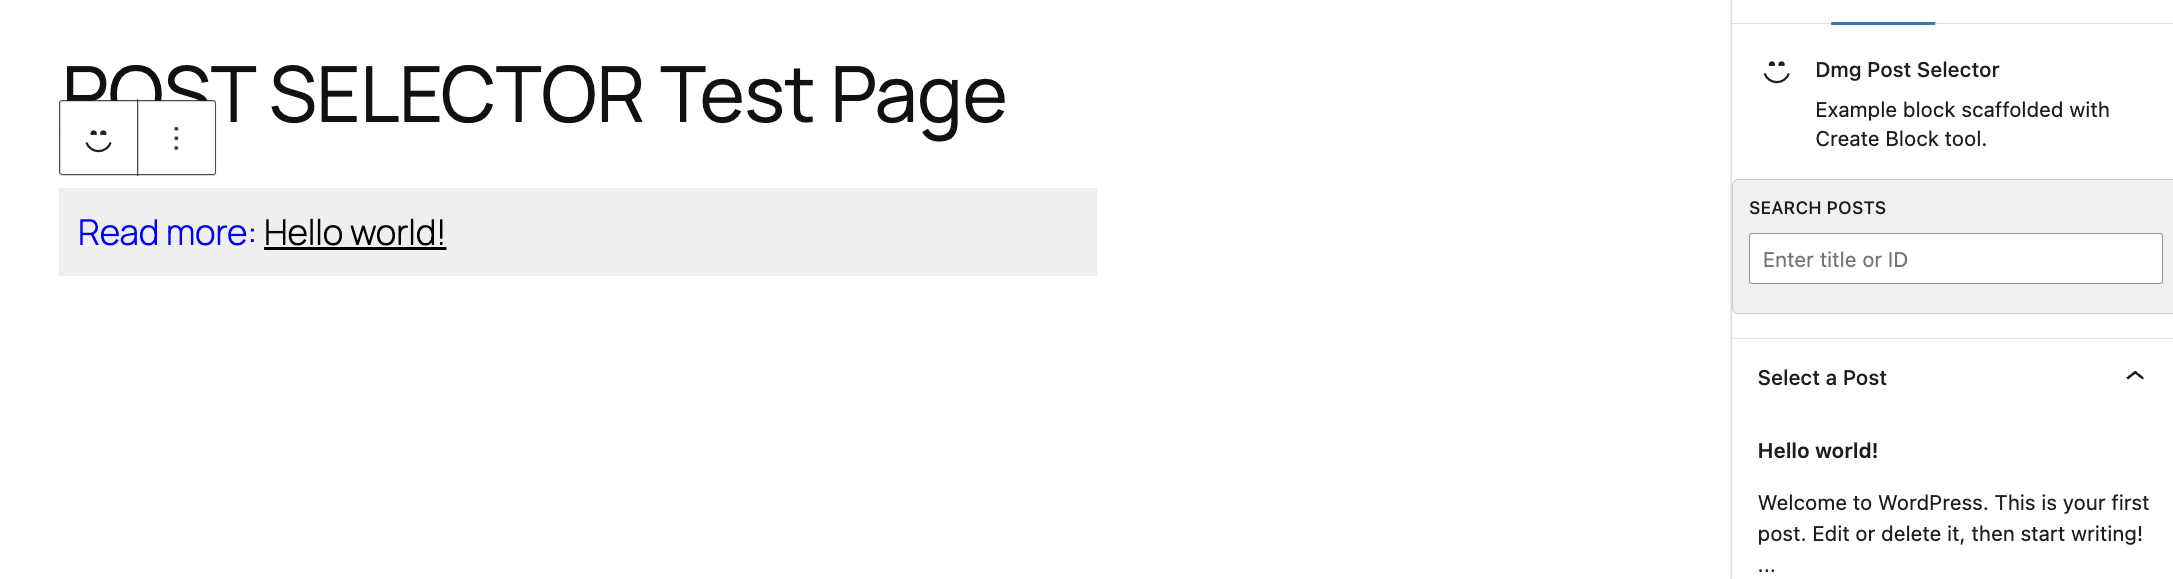 POST SELECTOR Test Page
Read more: Hello world!
Dmg Post Selector
Example block scaffolded with
Create Block tool.
SEARCH POSTS
Enter title or ID
Select a Post
Hello world!
Welcome to WordPress. This is your first
post. Edit or delete it, then start writing!
...